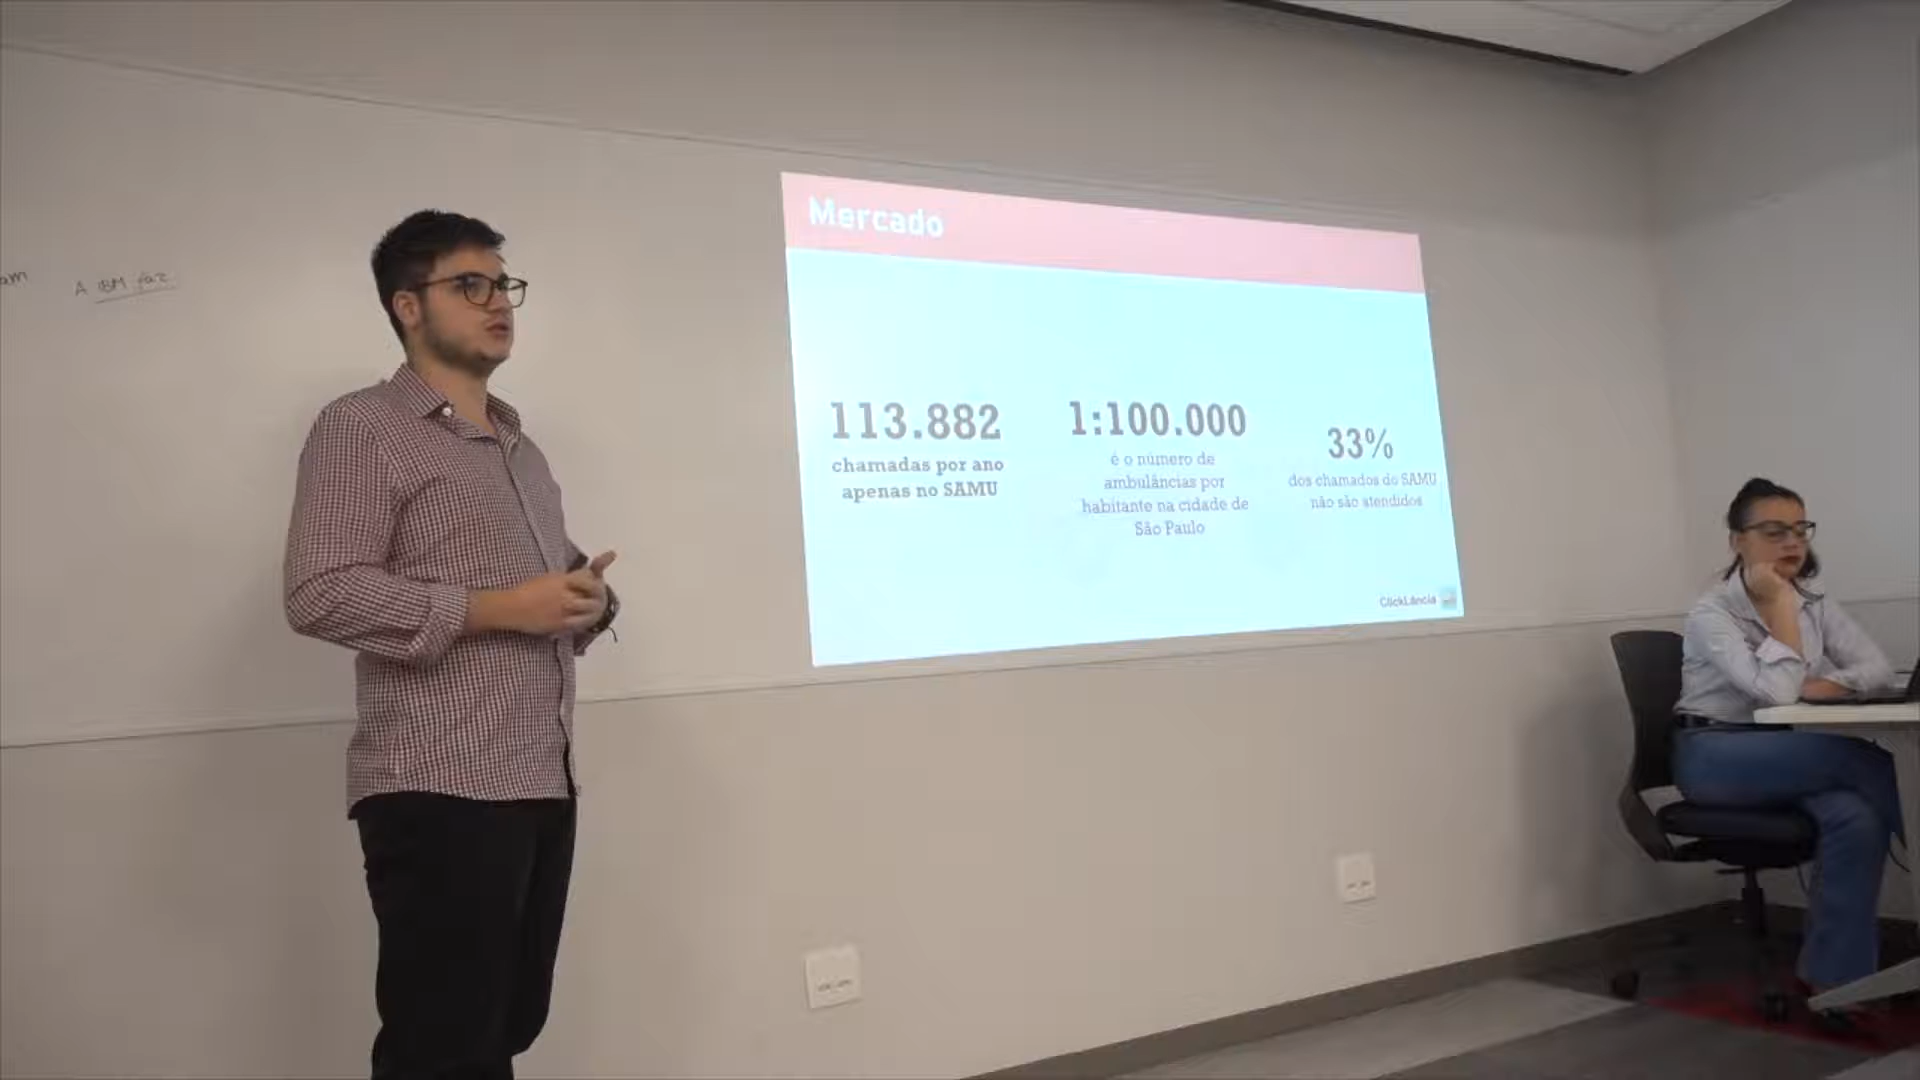 am
A IBM faz
Mercado
113.882
chamadas por ano
apenas no SAMU
1:100.000
é o número de
ambulâncias por
habitante na cidade de
São Paulo
33%
dos chamados do SAMU
não são atendidos
ClickLância